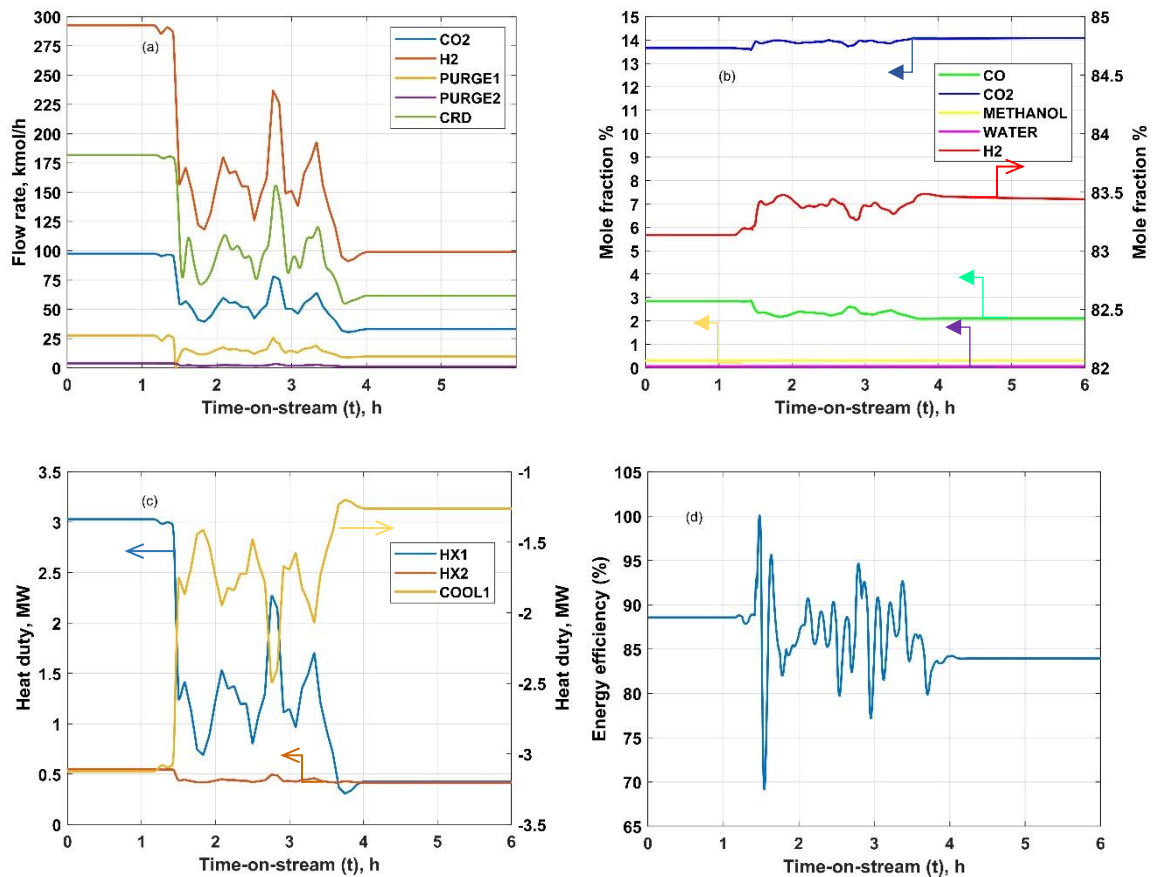 300
275
250
225
200
175
150
125
100
75
50
25
0
Flow rate, kmol/h
(a)
CO2
H2
PURGE1
PURGE2
CRD
0 1 2 3 4 5
Time-on-stream (t), h
15
14
13
12
11
10
9
8
7
6
5
4
3
2
1
0
Mole fraction %
(b)
CO
CO2
METHANOL
WATER
H2
85
84.5
84
83.5
83
82.5
82
Mole fraction %
0 1 2 3 4 5 6
Time-on-stream (t), h
3.5
3
2.5
2
1.5
1
0.5
0
Heat duty, MW
(c)
HX1
HX2
COOL1
-1
-1.5
-2
-2.5
-3
-3.5
Heat duty, MW
0 1 2 3 4 5 6
Time-on-stream (t), h
105
100
95
90
85
80
75
70
65
Energy efficiency (%)
(d)
0 1 2 3 4 5 6
Time-on-stream (t), h